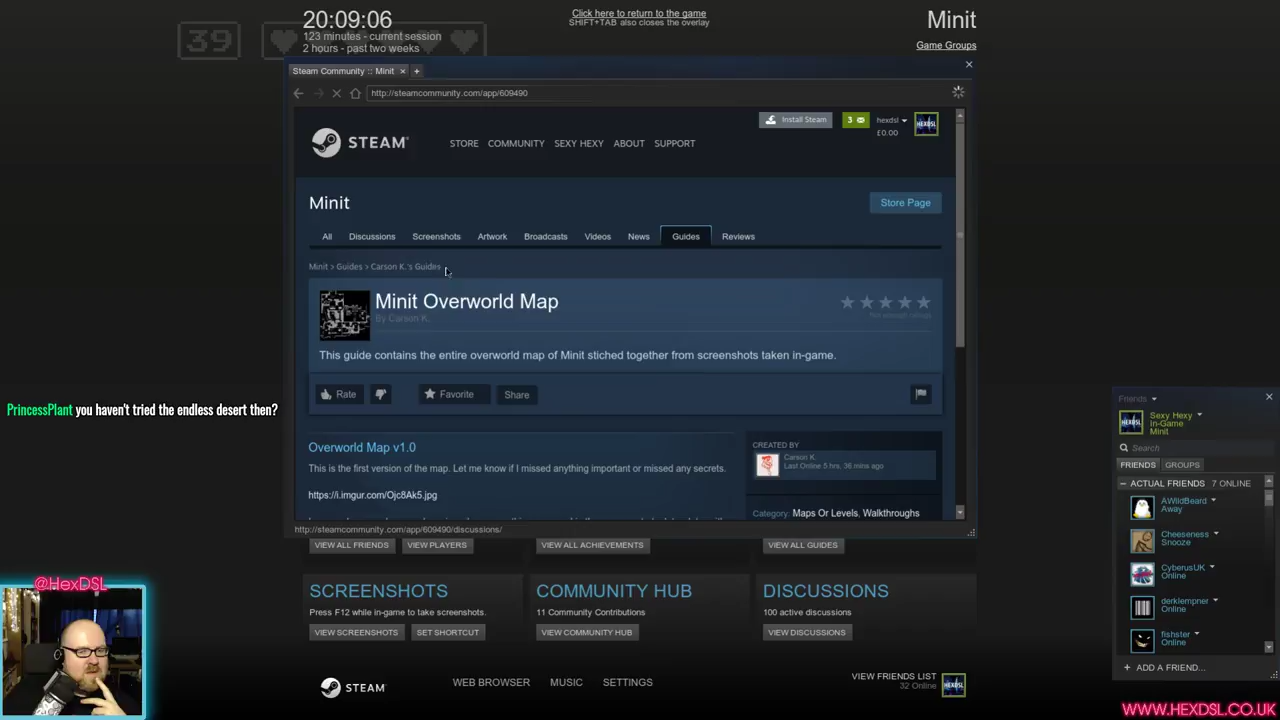 39
20:09:06
123 minutes - current session
2 hours - past two weeks
Click here to return to the game
SHIFT+TAB also closes the overlay
Minit
Game Groups
Steam Community :: Minit × +
http://steamcommunity.com/app/609490
Install Steam
3
hexdsl
£0.00
STEAM®
STORE COMMUNITY SEXY HEXY ABOUT SUPPORT
Minit
Store Page
All Discussions Screenshots Artwork Broadcasts Videos News Guides Reviews
Minit > Guides > Carson K.'s Guides
Minit Overworld Map
By Carson K.
Not enough ratings
This guide contains the entire overworld map of Minit stiched together from screenshots taken in-game.
Rate Favorite Share
Overworld Map v1.0
This is the first version of the map. Let me know if I missed anything important or missed any secrets.
https://i.imgur.com/Ojc8Ak5.jpg
CREATED BY
Carson K.
Last Online 5 hrs, 36 mins ago
Category: Maps Or Levels, Walkthroughs
http://steamcommunity.com/app/609490/discussions/
VIEW ALL FRIENDS VIEW PLAYERS VIEW ALL ACHIEVEMENTS VIEW ALL GUIDES
SCREENSHOTS
Press F12 while in-game to take screenshots.
VIEW SCREENSHOTS SET SHORTCUT
COMMUNITY HUB
11 Community Contributions
VIEW COMMUNITY HUB
DISCUSSIONS
100 active discussions
VIEW DISCUSSIONS
STEAM
WEB BROWSER MUSIC SETTINGS
VIEW FRIENDS LIST
32 Online
PrincessPlant you haven't tried the endless desert then?
@HexDSL
Friends
Sexy Hexy
In-Game
Minit
Search
FRIENDS GROUPS
ACTUAL FRIENDS 7 ONLINE
AWildBeard
Away
Cheeseness
Snooze
CyberusUK
Online
derklempner
Online
fishster
Online
+ ADD A FRIEND...
WWW.HEXDSL.CO.UK